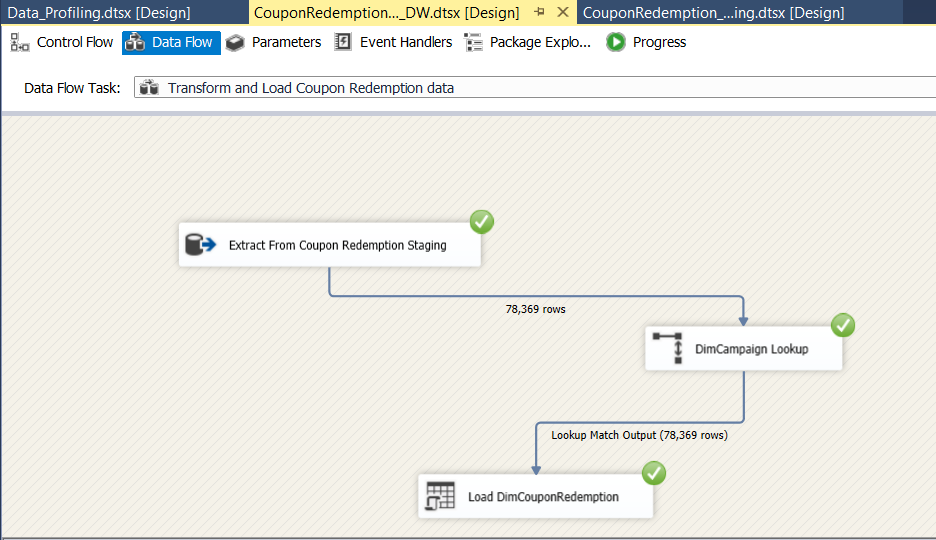 Data_Profiling.dtsx [Design]
CouponRedemption..._DW.dtsx [Design]
CouponRedemption_...ing.dtsx [Design]
Control Flow
Data Flow
Parameters
Event Handlers
Package Explo...
Progress
Data Flow Task:
Transform and Load Coupon Redemption data
Extract From Coupon Redemption Staging
78,369 rows
DimCampaign Lookup
Lookup Match Output (78,369 rows)
Load DimCouponRedemption